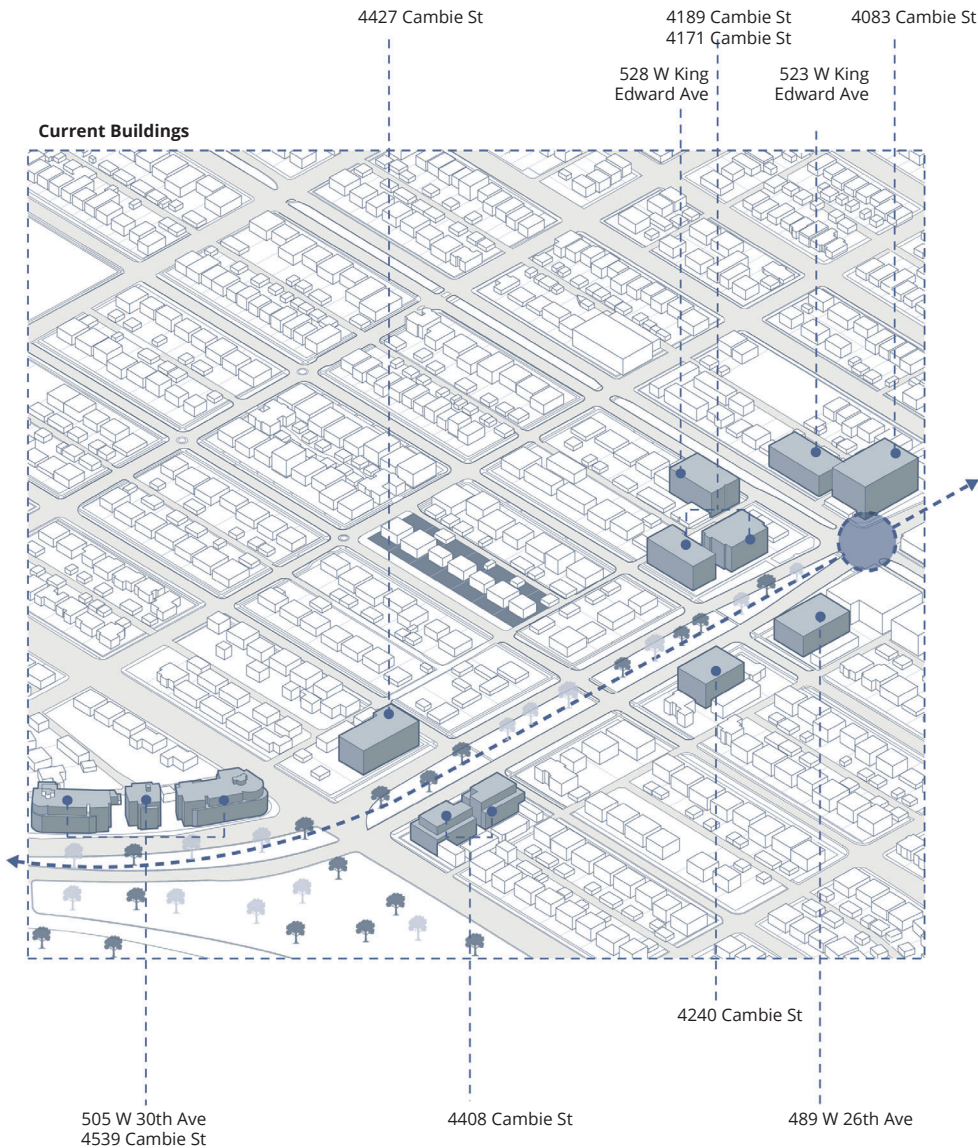 4427 Cambie St
4189 Cambie St
4171 Cambie St
4083 Cambie St
528 W King
Edward Ave
523 W King
Edward Ave
Current Buildings
4240 Cambie St
505 W 30th Ave
4539 Cambie St
4408 Cambie St
489 W 26th Ave